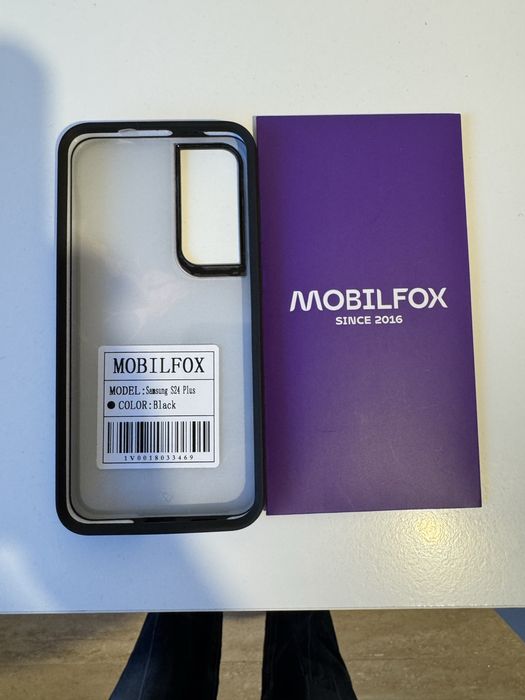 MOBILFOX
MODEL:Samsung S24 Plus
COLOR:Black
1V0018033469
MOBILFOX
SINCE 2016